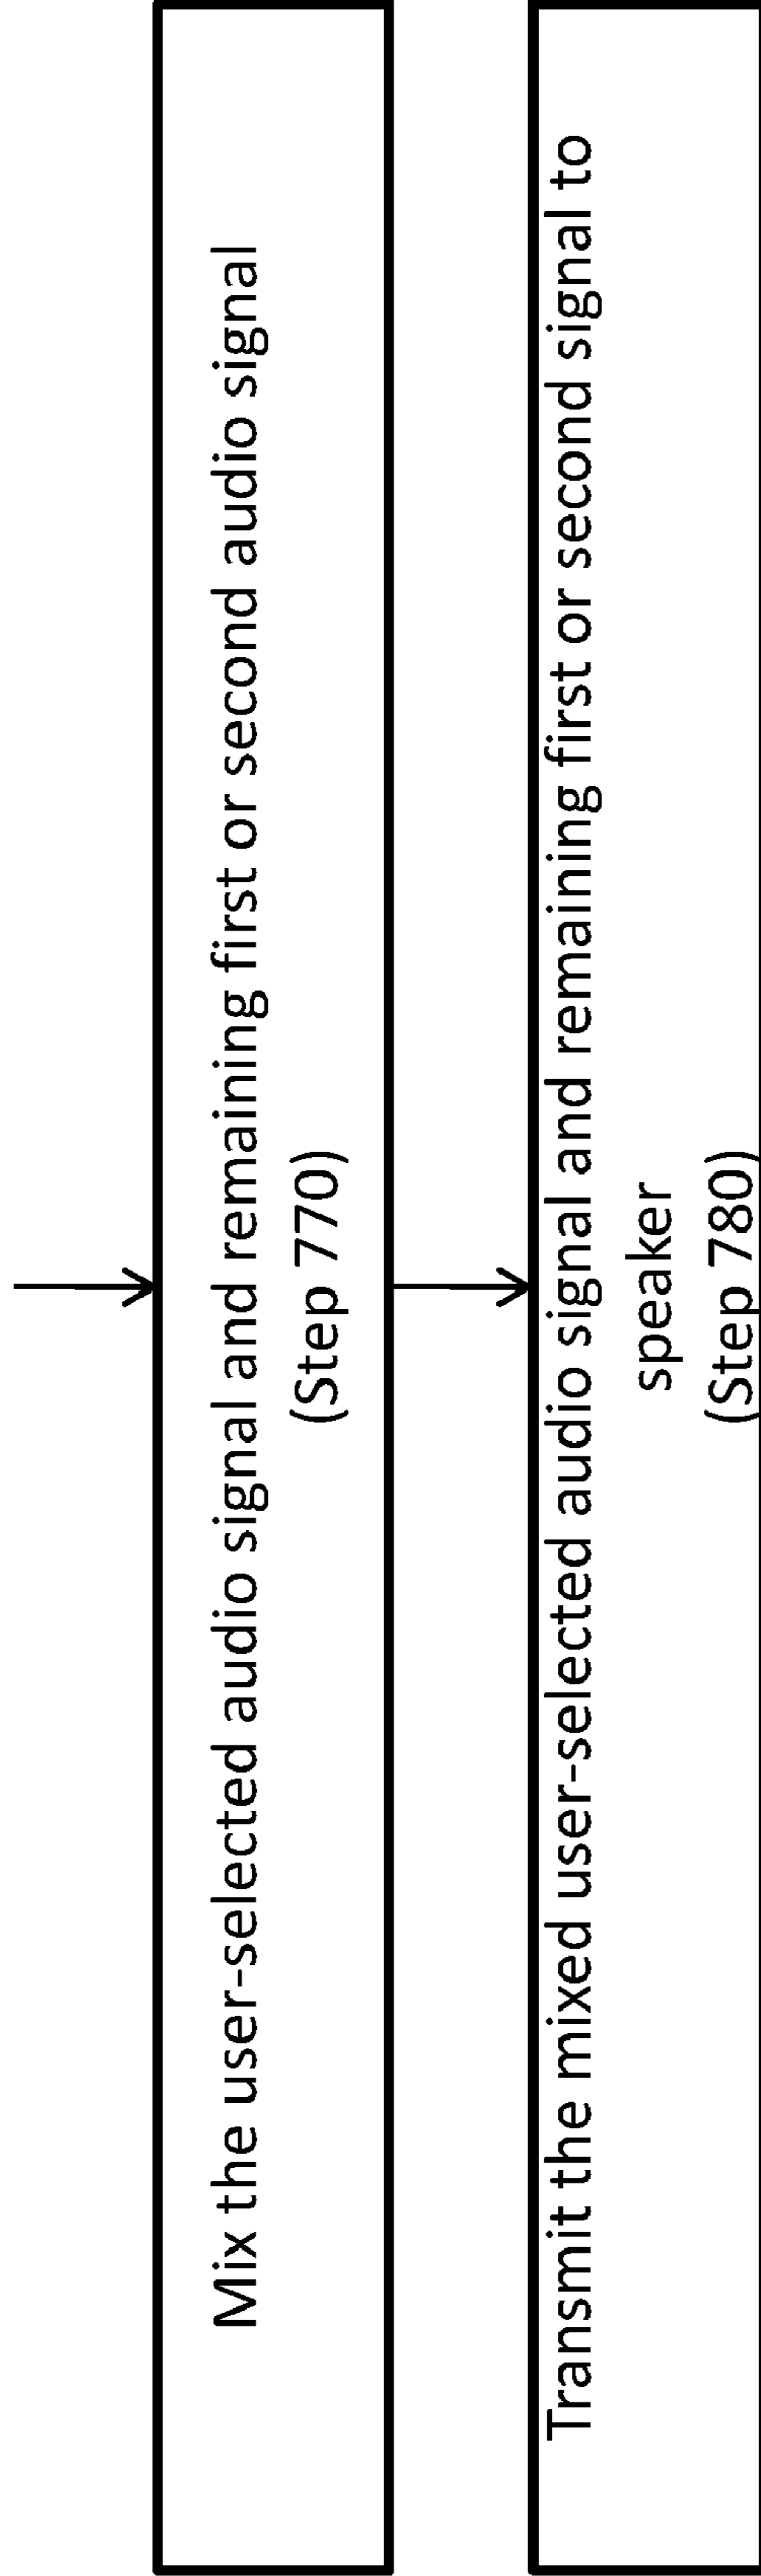 Mix the user-selected audio signal and remaining first or second audio signal
(Step 770)
Transmit the mixed user-selected audio signal and remaining first or second signal to
speaker
(Step 780)